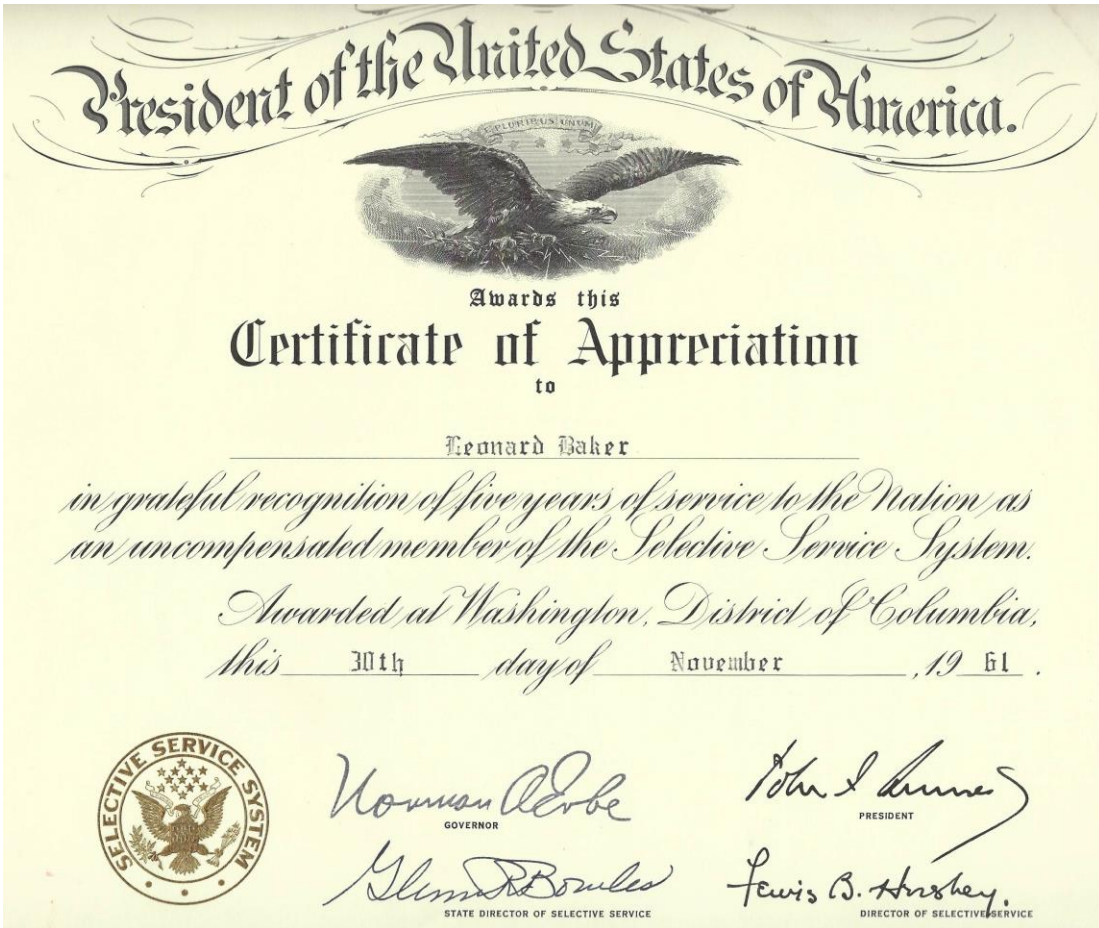 President of the United States of America.
E PLURIBUS UNUM
Awards this
Certificate of Appreciation
to
Leonard Baker
in grateful recognition of five years of service to the Nation as
an uncompensated member of the Selective Service System.
Awarded at Washington, District of Columbia,
this 30th day of November, 19 61.
SELECTIVE SERVICE SYSTEM
Norman A Erbe
GOVERNOR
John F Kennedy
PRESIDENT
Glenn R Bowles
STATE DIRECTOR OF SELECTIVE SERVICE
Lewis B. Hershey.
DIRECTOR OF SELECTIVE SERVICE